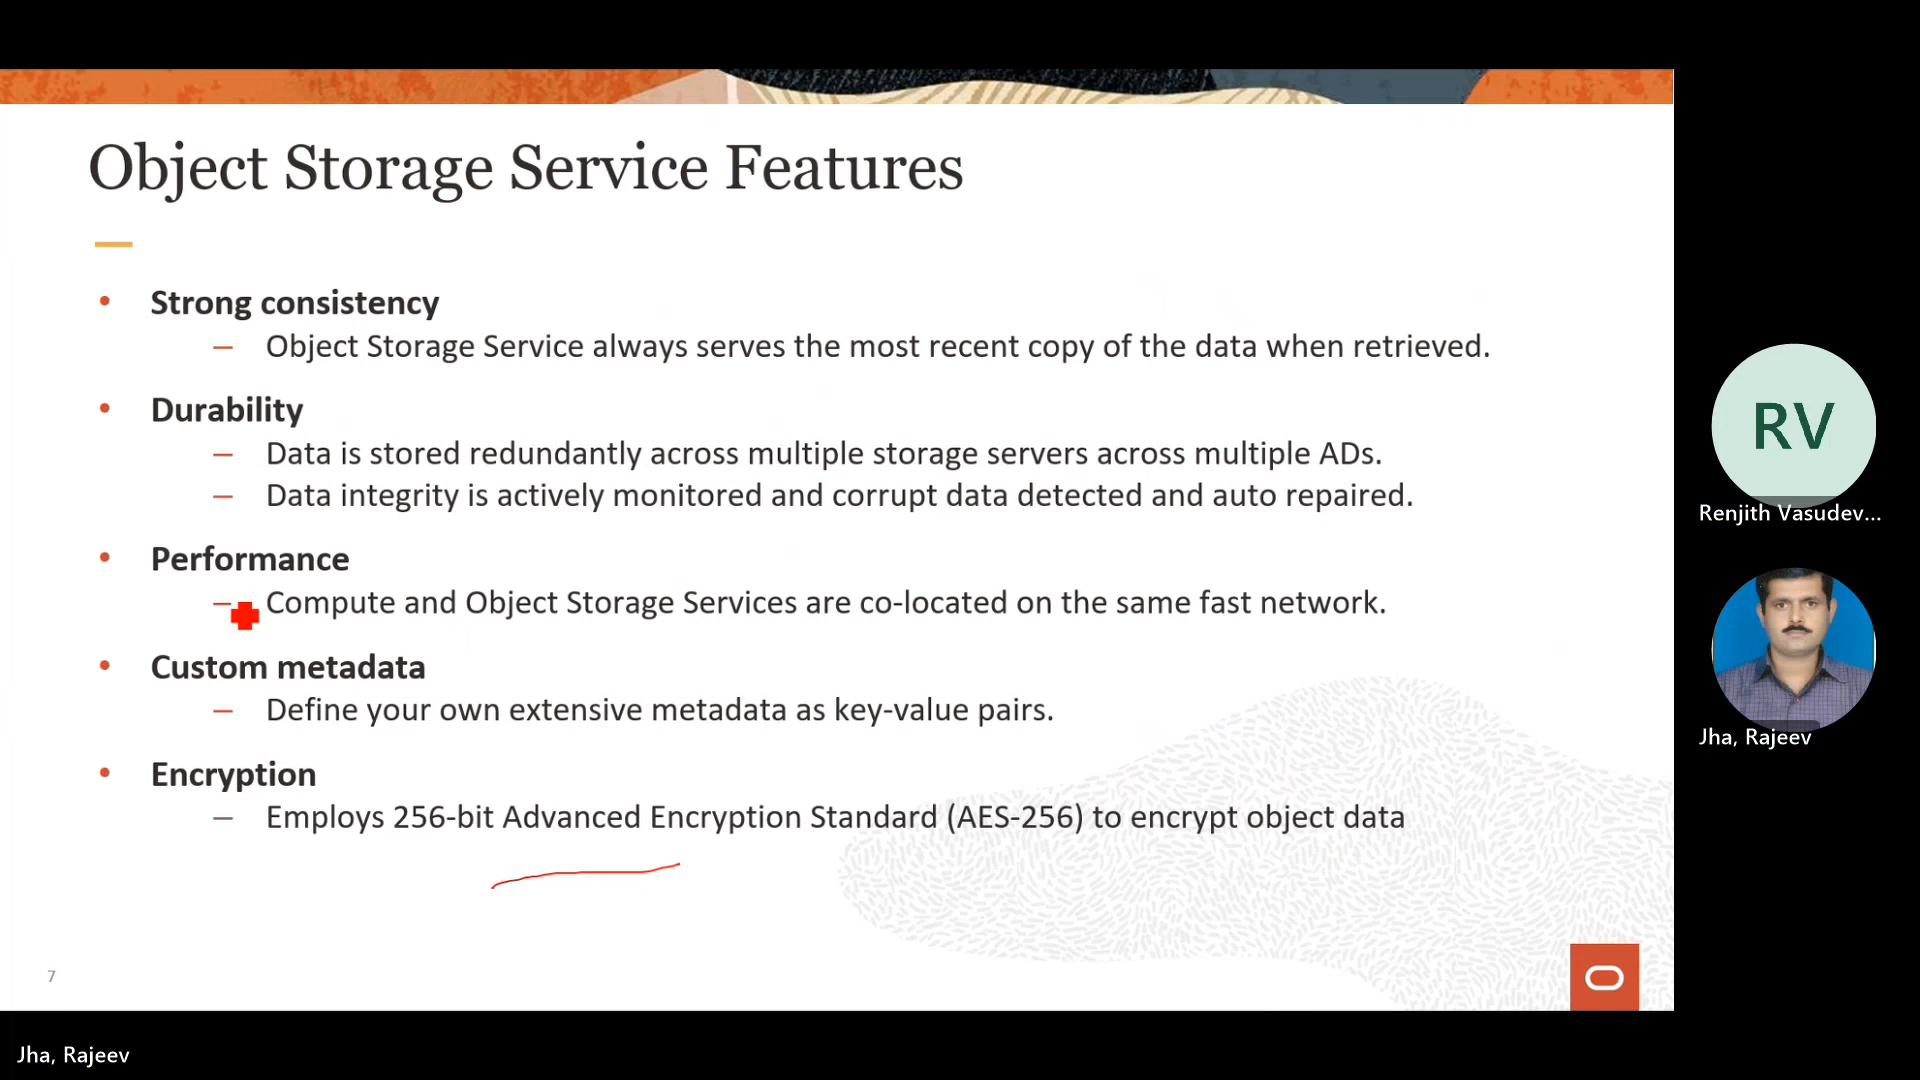 Object Storage Service Features
• Strong consistency
– Object Storage Service always serves the most recent copy of the data when retrieved.
• Durability
– Data is stored redundantly across multiple storage servers across multiple ADs.
– Data integrity is actively monitored and corrupt data detected and auto repaired.
• Performance
– Compute and Object Storage Services are co-located on the same fast network.
• Custom metadata
– Define your own extensive metadata as key-value pairs.
• Encryption
– Employs 256-bit Advanced Encryption Standard (AES-256) to encrypt object data
7
RV
Renjith Vasudev...
Jha, Rajeev
Jha, Rajeev